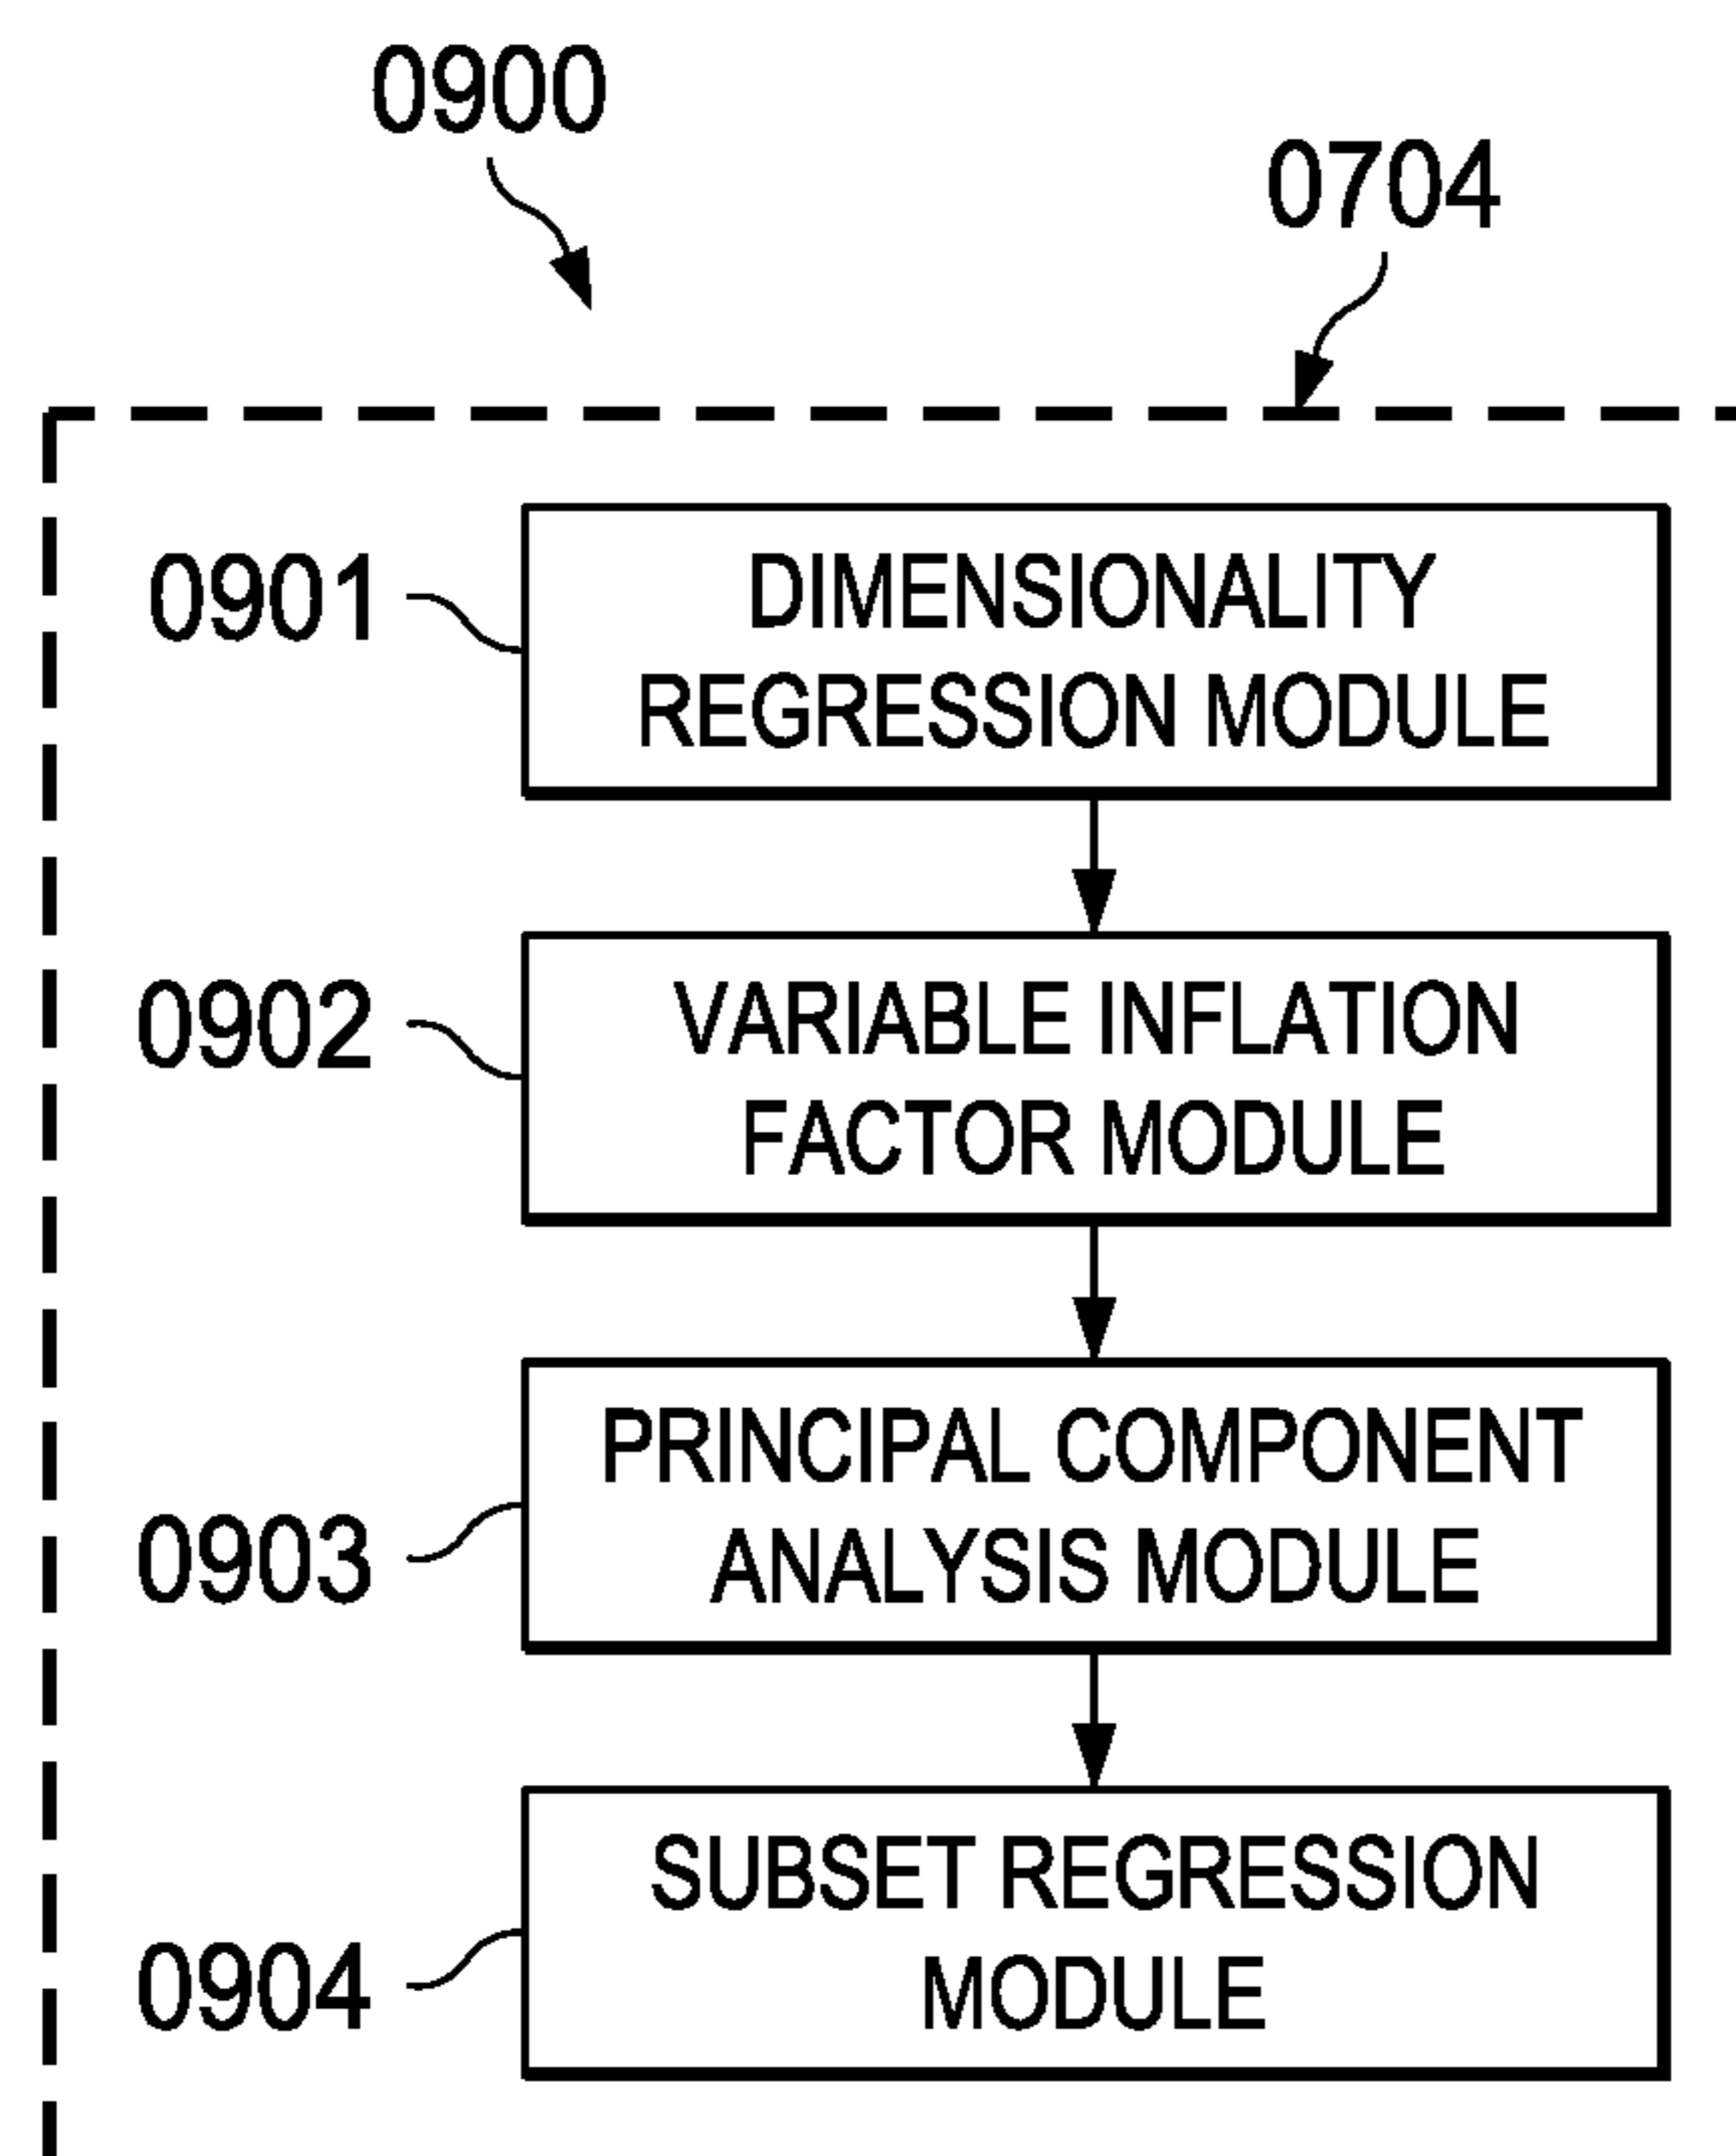 0900
0704
0901
DIMENSIONALITY
REGRESSION MODULE
0902
VARIABLE INFLATION
FACTOR MODULE
PRINCIPAL COMPONENT
0903
ANALYSIS MODULE
SUBSET REGRESSION
0904
MODULE